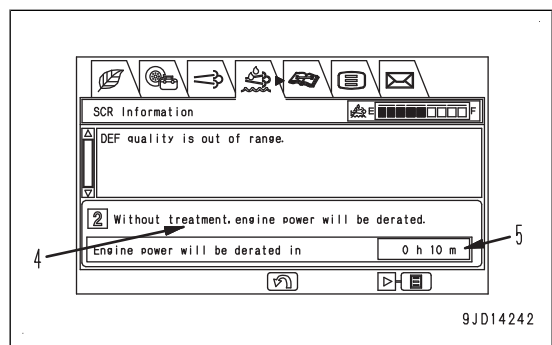 SCR Information
E F
DEF quality is out of range.
2 Without treatment, engine power will be derated.
4
Engine power will be derated in 0 h 10 m
5
9JD14242